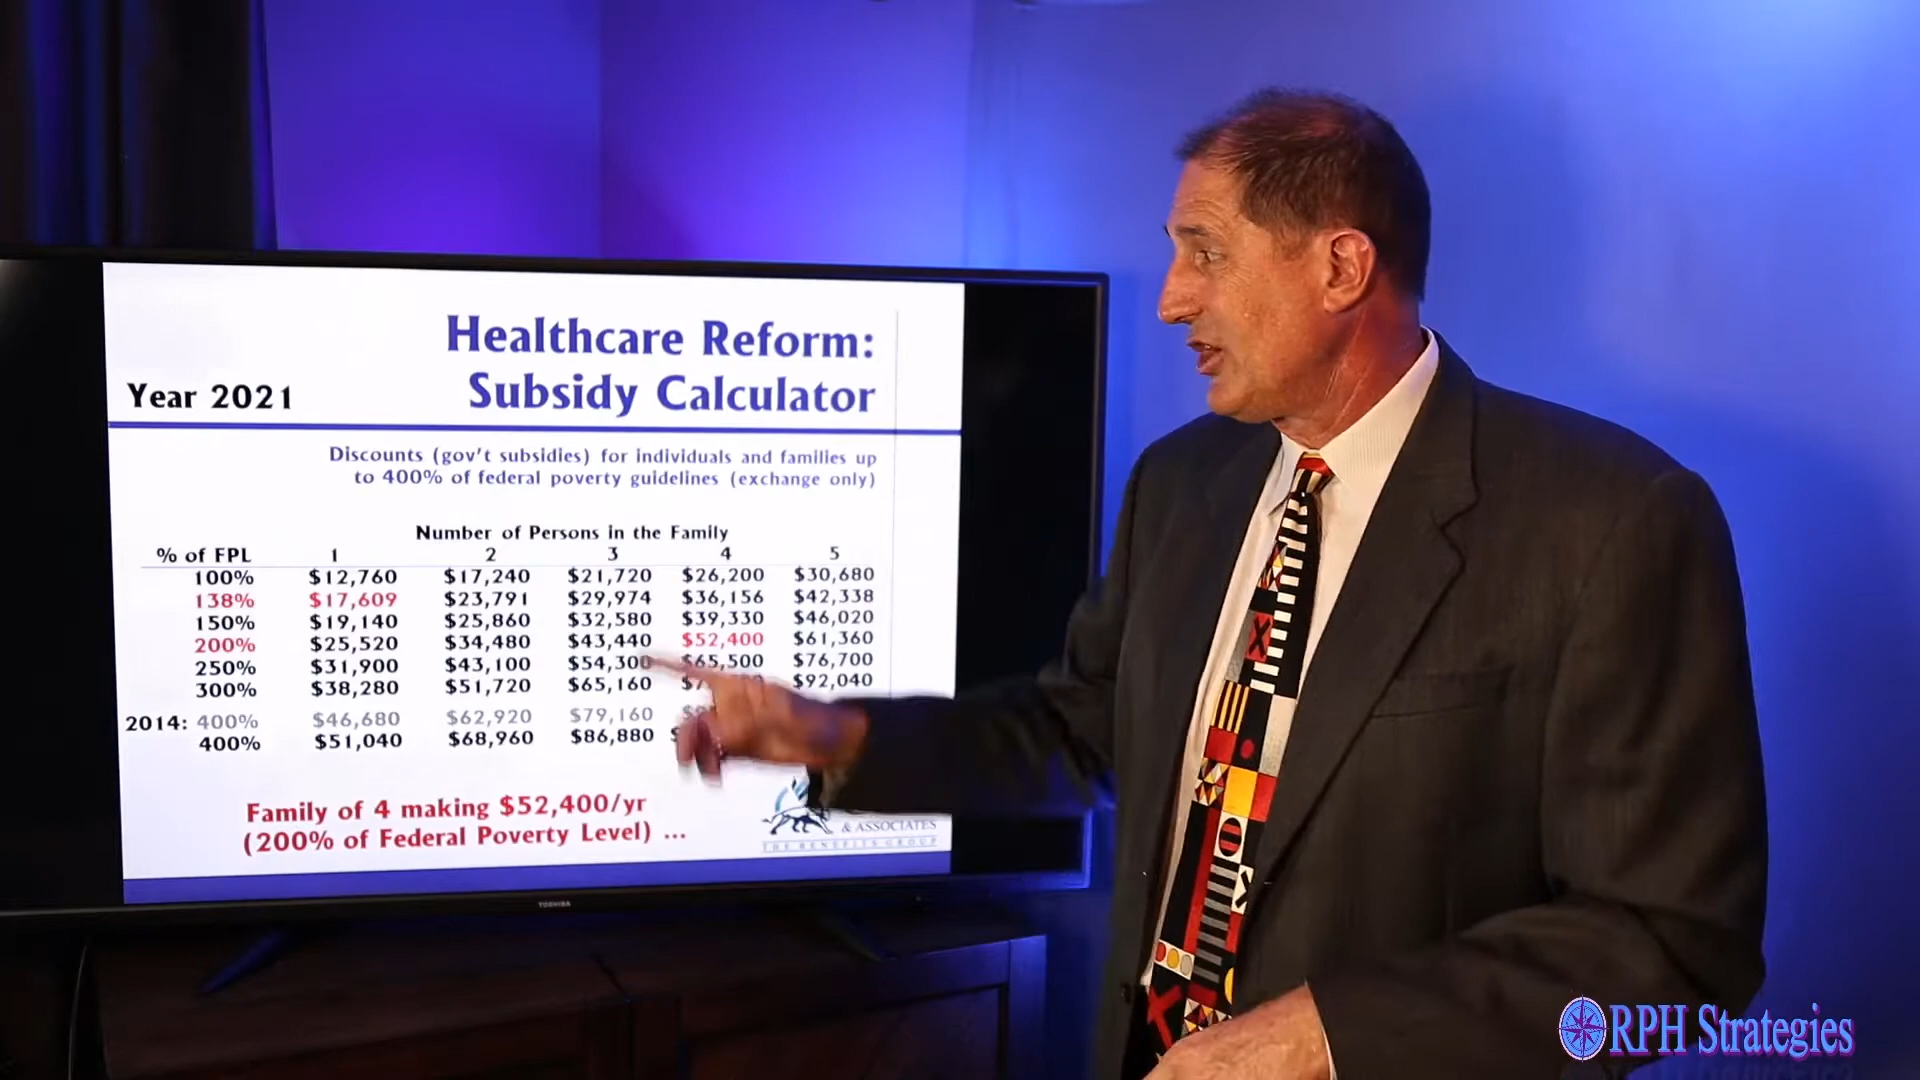 Healthcare Reform:
Year 2021 Subsidy Calculator
Discounts (gov't subsidies) for individuals and families up
to 400% of federal poverty guidelines (exchange only)
Number of Persons in the Family
% of FPL 1 2 3 4 5
100% $12,760 $17,240 $21,720 $26,200 $30,680
138% $17,609 $23,791 $29,974 $36,156 $42,338
150% $19,140 $25,860 $32,580 $39,330 $46,020
200% $25,520 $34,480 $43,440 $52,400 $61,360
250% $31,900 $43,100 $54,300 $65,500 $76,700
300% $38,280 $51,720 $65,160 $92,040
2014: 400% $46,680 $62,920 $79,160
400% $51,040 $68,960 $86,880
Family of 4 making $52,400/yr
(200% of Federal Poverty Level) ...
& ASSOCIATES
THE BENEFITS GROUP
TOSHIBA
RPH Strategies